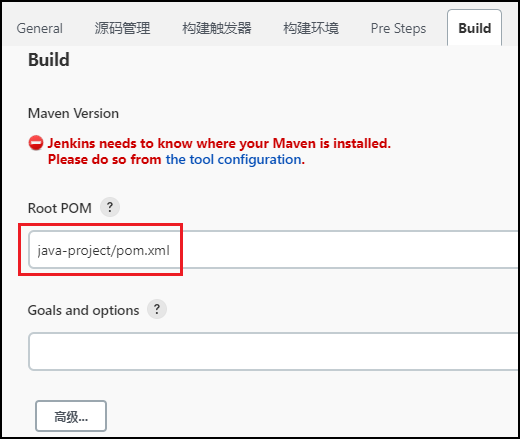 General 源码管理 构建触发器 构建环境 Pre Steps Build
Build
Maven Version
Jenkins needs to know where your Maven is installed.
Please do so from the tool configuration.
Root POM ?
java-project/pom.xml
Goals and options ?
高级...